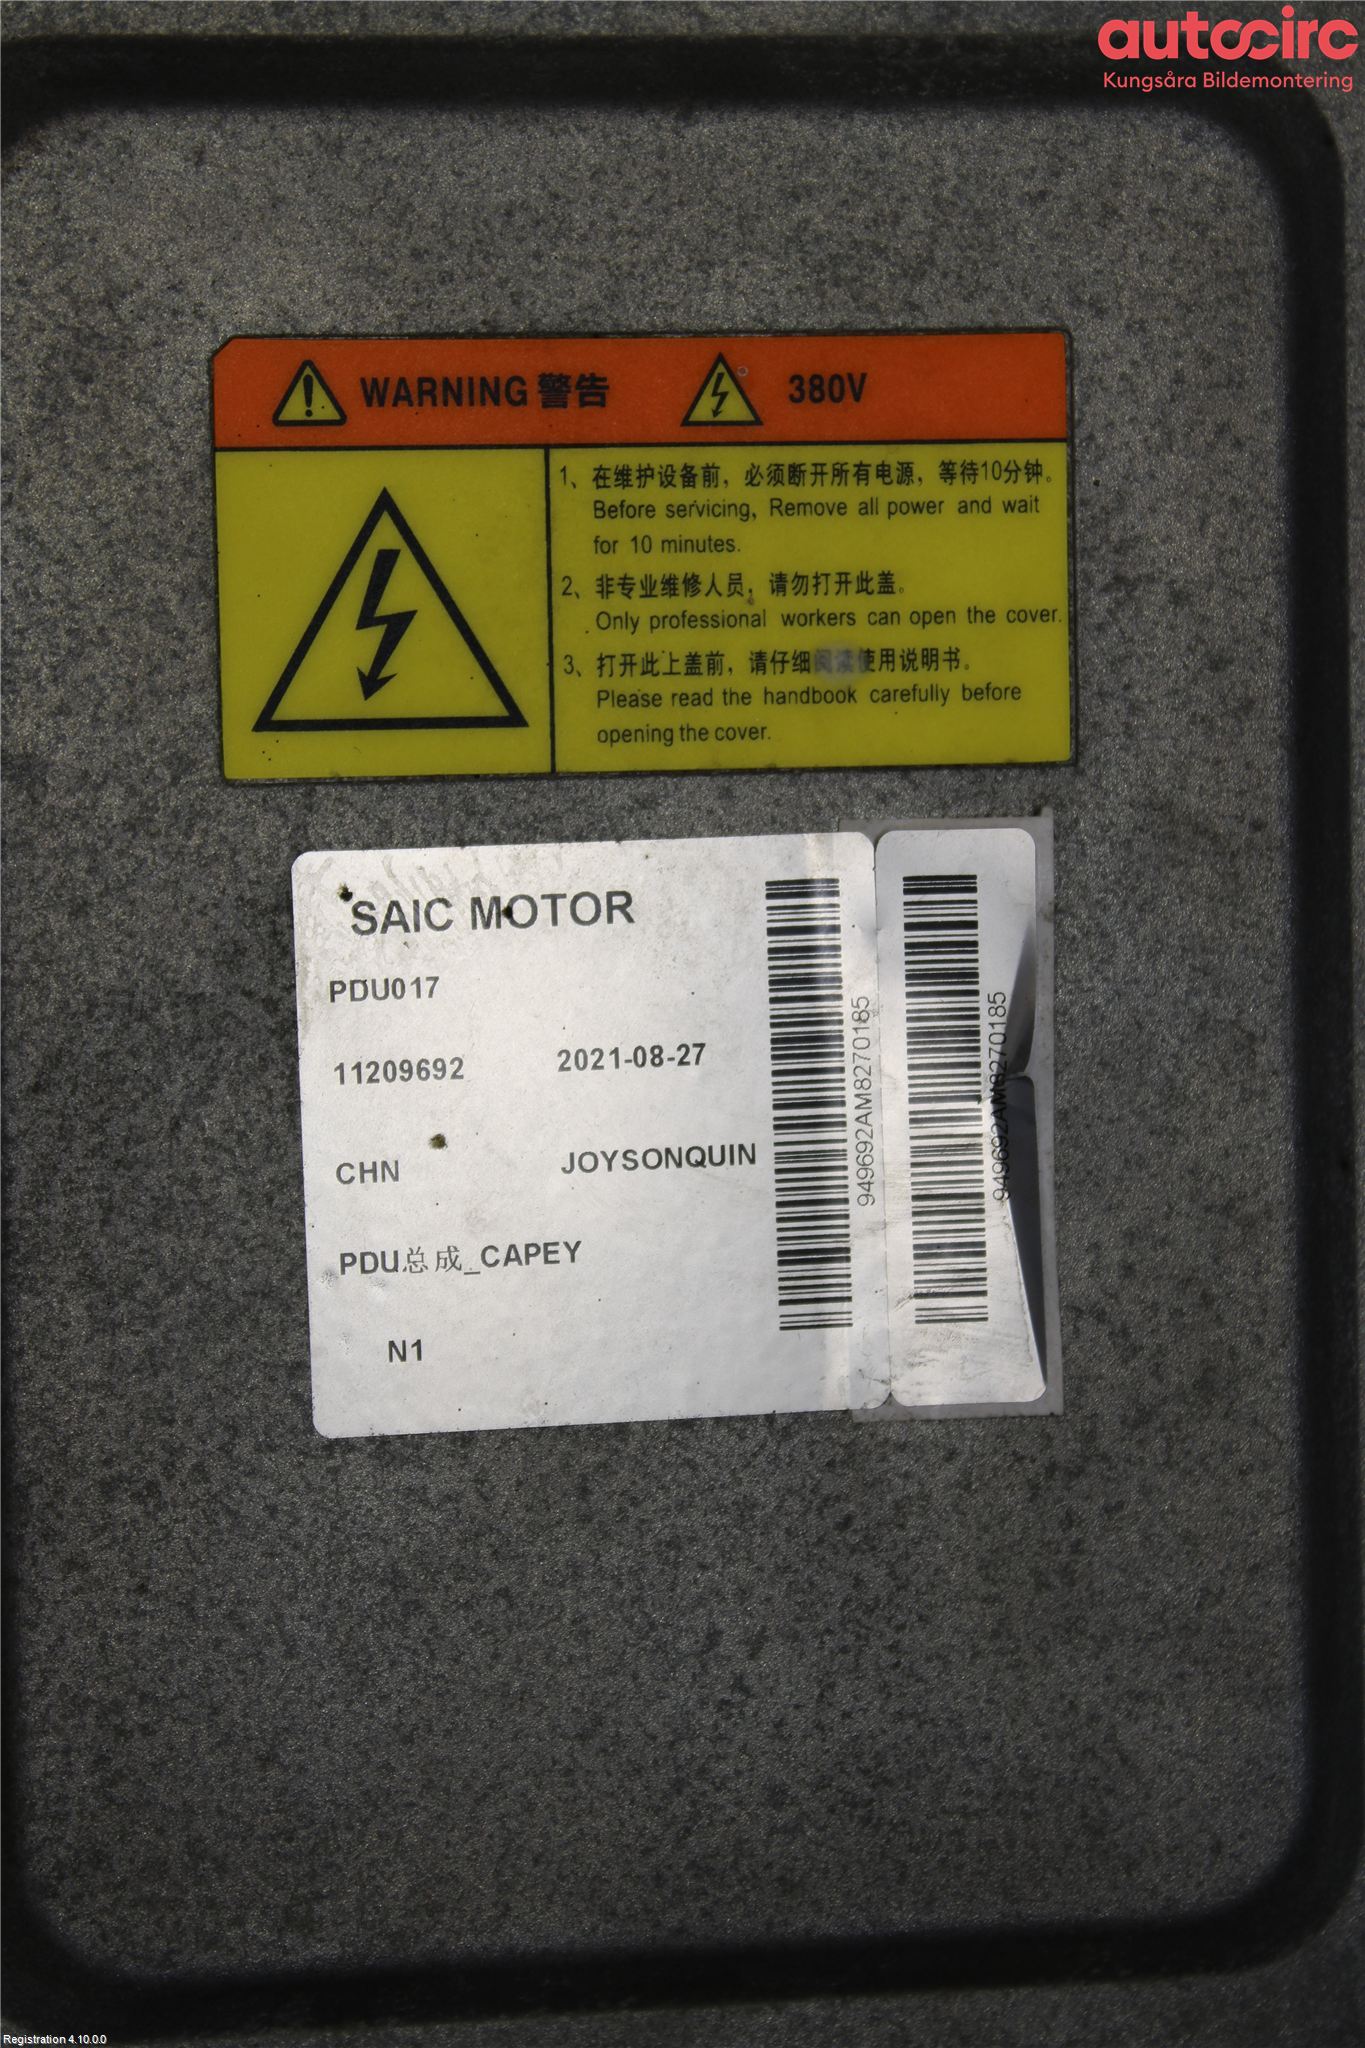 autocirc
Kungsåra Bildemontering
WARNING 警告 380V
1、在维护设备前，必须断开所有电源，等待10分钟。
Before servicing, Remove all power and wait
for 10 minutes.
2、非专业维修人员，请勿打开此盖。
Only professional workers can open the cover.
3、打开此上盖前，请仔细阅读使用说明书。
Please read the handbook carefully before
opening the cover.
SAIC MOTOR
PDU017
11209692 2021-08-27
CHN JOYSONQUIN
PDU总成_CAPEY
N1
949692AM8270185
949692AM8270185
Registration 4.10.0.0